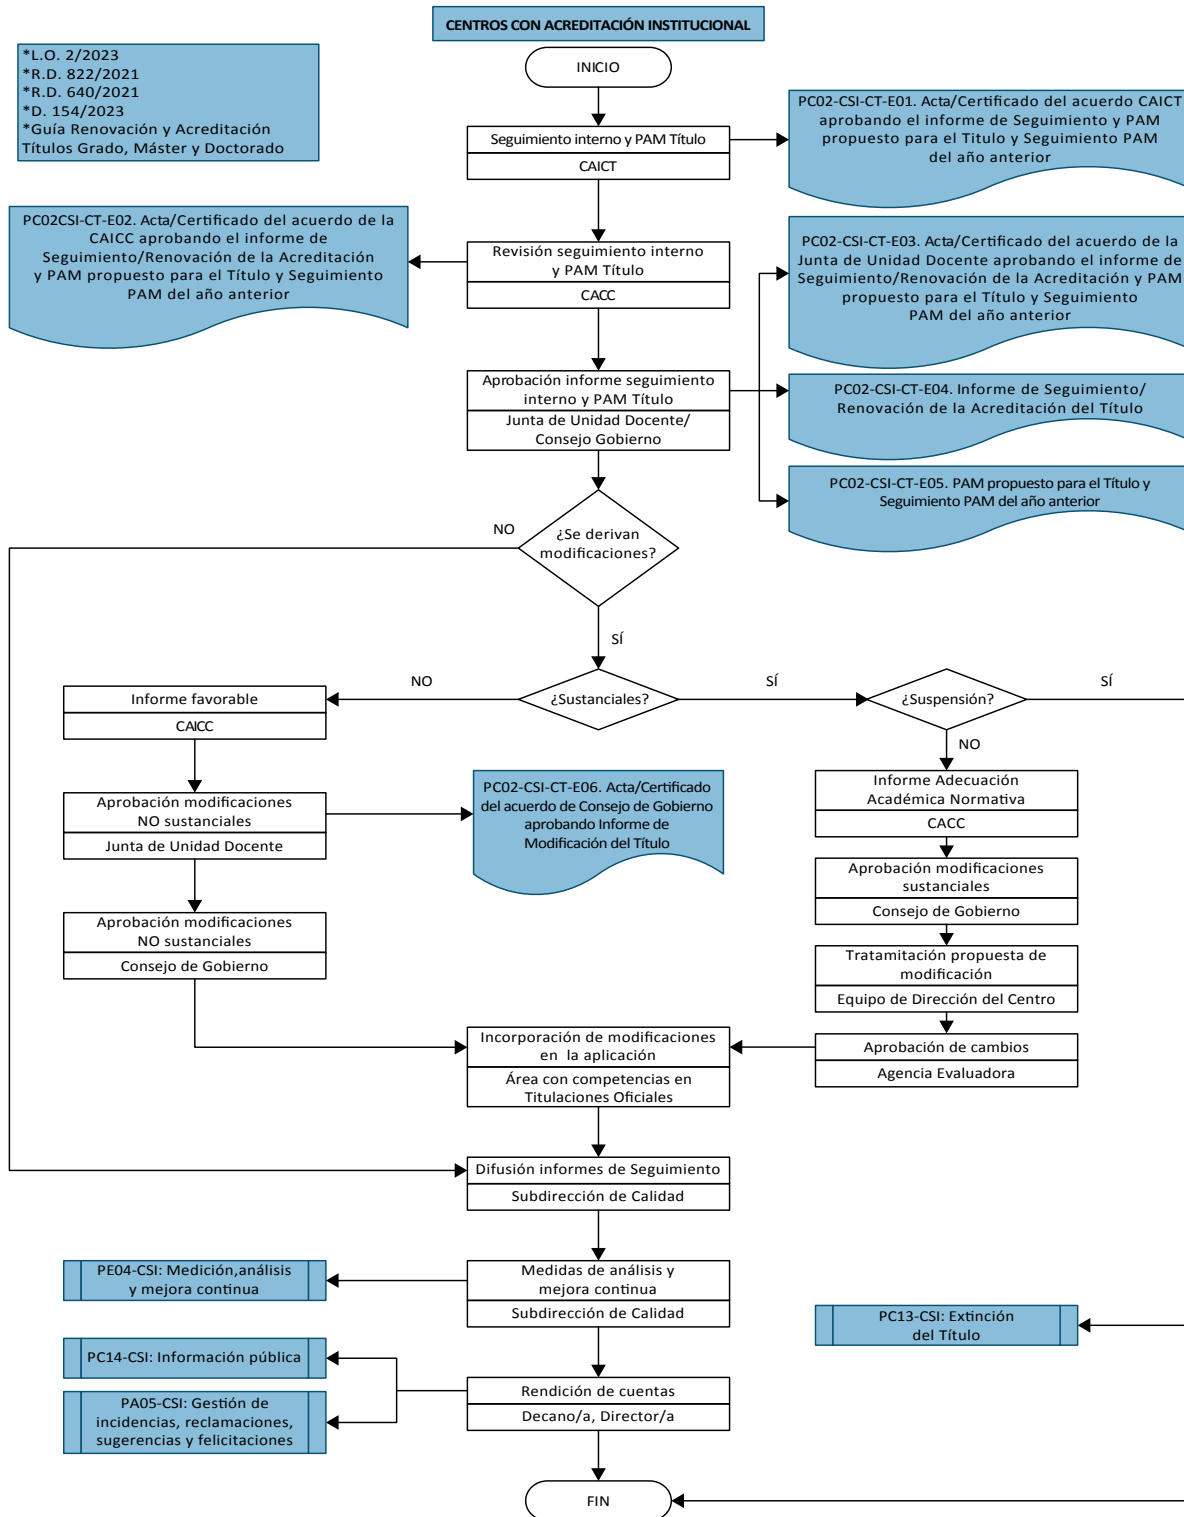 CENTROS CON ACREDITACIÓN INSTITUCIONAL
*L.O. 2/2023
*R.D. 822/2021
*R.D. 640/2021
*D. 154/2023
*Guía Renovación y Acreditación
Títulos Grado, Máster y Doctorado
INICIO
Seguimiento interno y PAM Título
CAICT
PC02-CSI-CT-E01. Acta/Certificado del acuerdo CAICT
aprobando el informe de Seguimiento y PAM
propuesto para el Titulo y Seguimiento PAM
del año anterior
PC02CSI-CT-E02. Acta/Certificado del acuerdo de la
CAICC aprobando el informe de
Seguimiento/Renovación de la Acreditación
y PAM propuesto para el Título y Seguimiento
PAM del año anterior
Revisión seguimiento interno
y PAM Título
CACC
PC02-CSI-CT-E03. Acta/Certificado del acuerdo de la
Junta de Unidad Docente aprobando el informe de
Seguimiento/Renovación de la Acreditación y PAM
propuesto para el Título y Seguimiento
PAM del año anterior
Aprobación informe seguimiento
interno y PAM Título
Junta de Unidad Docente/
Consejo Gobierno
PC02-CSI-CT-E04. Informe de Seguimiento/
Renovación de la Acreditación del Título
PC02-CSI-CT-E05. PAM propuesto para el Título y
Seguimiento PAM del año anterior
NO
¿Se derivan
modificaciones?
SÍ
NO
¿Sustanciales?
SÍ
¿Suspensión?
SÍ
NO
Informe favorable
CAICC
Aprobación modificaciones
NO sustanciales
Junta de Unidad Docente
PC02-CSI-CT-E06. Acta/Certificado
del acuerdo de Consejo de Gobierno
aprobando Informe de
Modificación del Título
Informe Adecuación
Académica Normativa
CACC
Aprobación modificaciones
sustanciales
Consejo de Gobierno
Aprobación modificaciones
NO sustanciales
Consejo de Gobierno
Tratamitación propuesta de
modificación
Equipo de Dirección del Centro
Incorporación de modificaciones
en la aplicación
Área con competencias en
Titulaciones Oficiales
Aprobación de cambios
Agencia Evaluadora
Difusión informes de Seguimiento
Subdirección de Calidad
PE04-CSI: Medición,análisis
y mejora continua
Medidas de análisis y
mejora continua
Subdirección de Calidad
PC13-CSI: Extinción
del Título
PC14-CSI: Información pública
PA05-CSI: Gestión de
incidencias, reclamaciones,
sugerencias y felicitaciones
Rendición de cuentas
Decano/a, Director/a
FIN